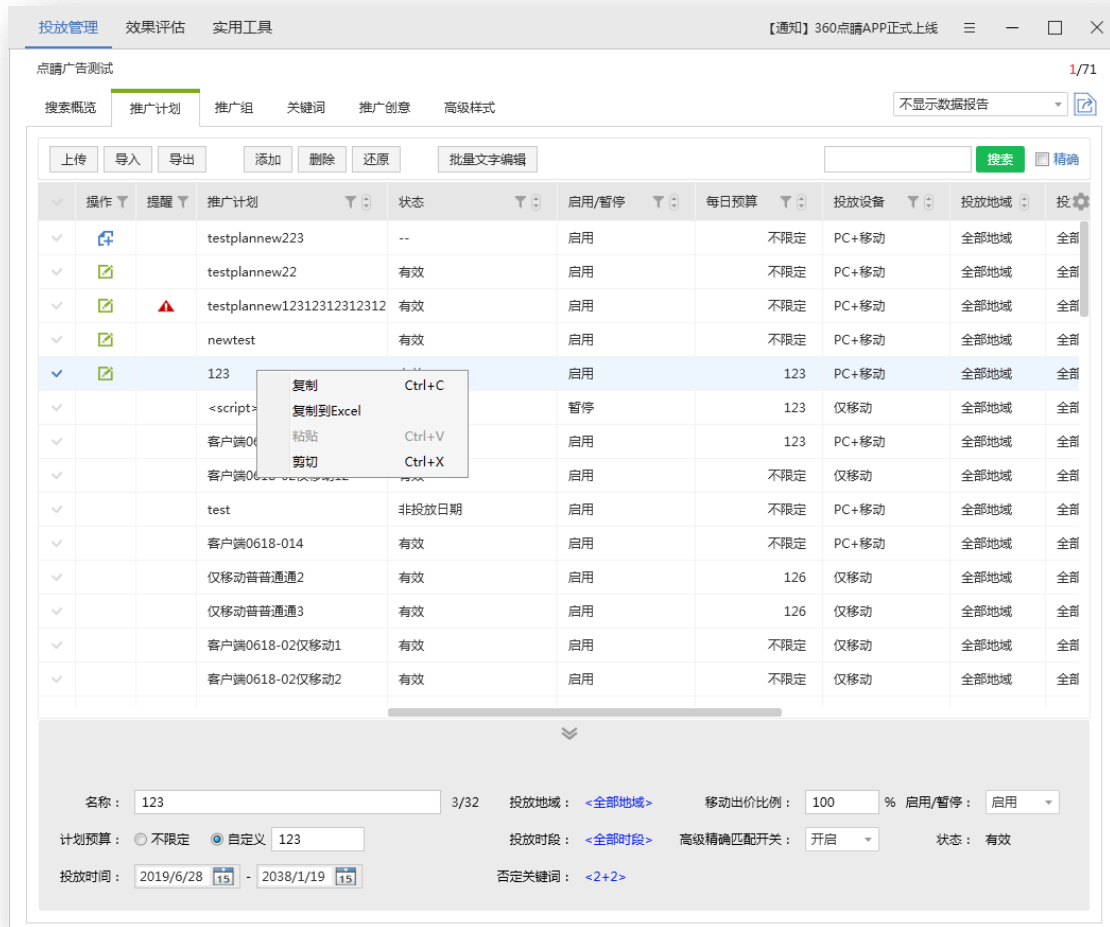 投放管理 效果评估 实用工具 【通知】360点睛APP正式上线
点睛广告测试 1/71
搜索概览 推广计划 推广组 关键词 推广创意 高级样式 不显示数据报告
上传 导入 导出 添加 删除 还原 批量文字编辑 搜索 精确
操作 提醒 推广计划 状态 启用/暂停 每日预算 投放设备 投放地域 投
testplannew223 -- 启用 不限定 PC+移动 全部地域 全部
testplannew22 有效 启用 不限定 PC+移动 全部地域 全部
testplannew12312312312312 有效 启用 不限定 PC+移动 全部地域 全部
newtest 有效 启用 不限定 PC+移动 全部地域 全部
123 启用 123 PC+移动 全部地域 全部
复制 Ctrl+C
<script> 暂停 123 仅移动 全部地域 全部
复制到Excel
客户端06 启用 123 PC+移动 全部地域 全部
粘贴 Ctrl+V
剪切 Ctrl+X
客户端0618-02仅移动12 有效 启用 不限定 仅移动 全部地域 全部
test 非投放日期 启用 不限定 PC+移动 全部地域 全部
客户端0618-014 有效 启用 不限定 PC+移动 全部地域 全部
仅移动普普通通2 有效 启用 126 仅移动 全部地域 全部
仅移动普普通通3 有效 启用 126 仅移动 全部地域 全部
客户端0618-02仅移动1 有效 启用 不限定 仅移动 全部地域 全部
客户端0618-02仅移动2 有效 启用 不限定 仅移动 全部地域 全部
名称： 123 3/32 投放地域： <全部地域> 移动出价比例： 100 % 启用/暂停： 启用
计划预算： 不限定 自定义 123 投放时段： <全部时段> 高级精确匹配开关： 开启 状态： 有效
投放时间： 2019/6/28 15 - 2038/1/19 15 否定关键词： <2+2>